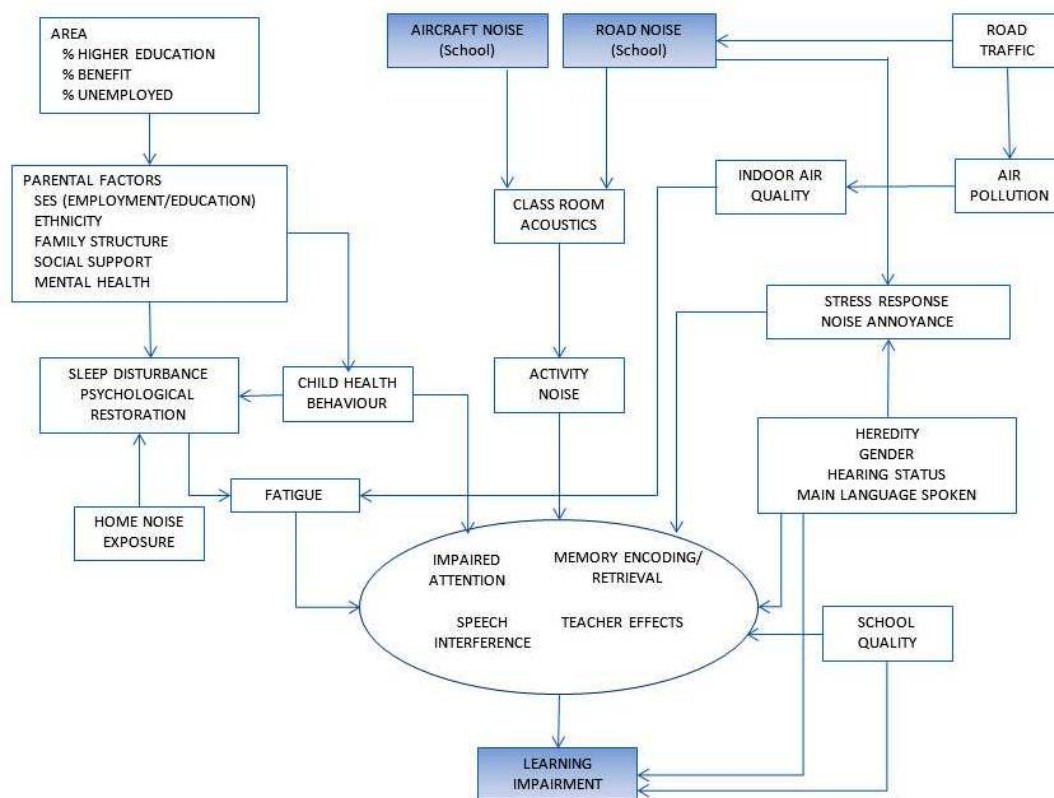 AREA
% HIGHER EDUCATION
% BENEFIT
% UNEMPLOYED
AIRCRAFT NOISE
(School)
ROAD NOISE
(School)
ROAD
TRAFFIC
PARENTAL FACTORS
SES (EMPLOYMENT/EDUCATION)
ETHNICITY
FAMILY STRUCTURE
SOCIAL SUPPORT
MENTAL HEALTH
CLASS ROOM
ACOUSTICS
INDOOR AIR
QUALITY
AIR
POLLUTION
STRESS RESPONSE
NOISE ANNOYANCE
SLEEP DISTURBANCE
PSYCHOLOGICAL
RESTORATION
CHILD HEALTH
BEHAVIOUR
ACTIVITY
NOISE
HEREDITY
GENDER
HEARING STATUS
MAIN LANGUAGE SPOKEN
FATIGUE
HOME NOISE
EXPOSURE
IMPAIRED
ATTENTION
MEMORY ENCODING/
RETRIEVAL
SPEECH
INTERFERENCE
TEACHER EFFECTS
SCHOOL
QUALITY
LEARNING
IMPAIRMENT